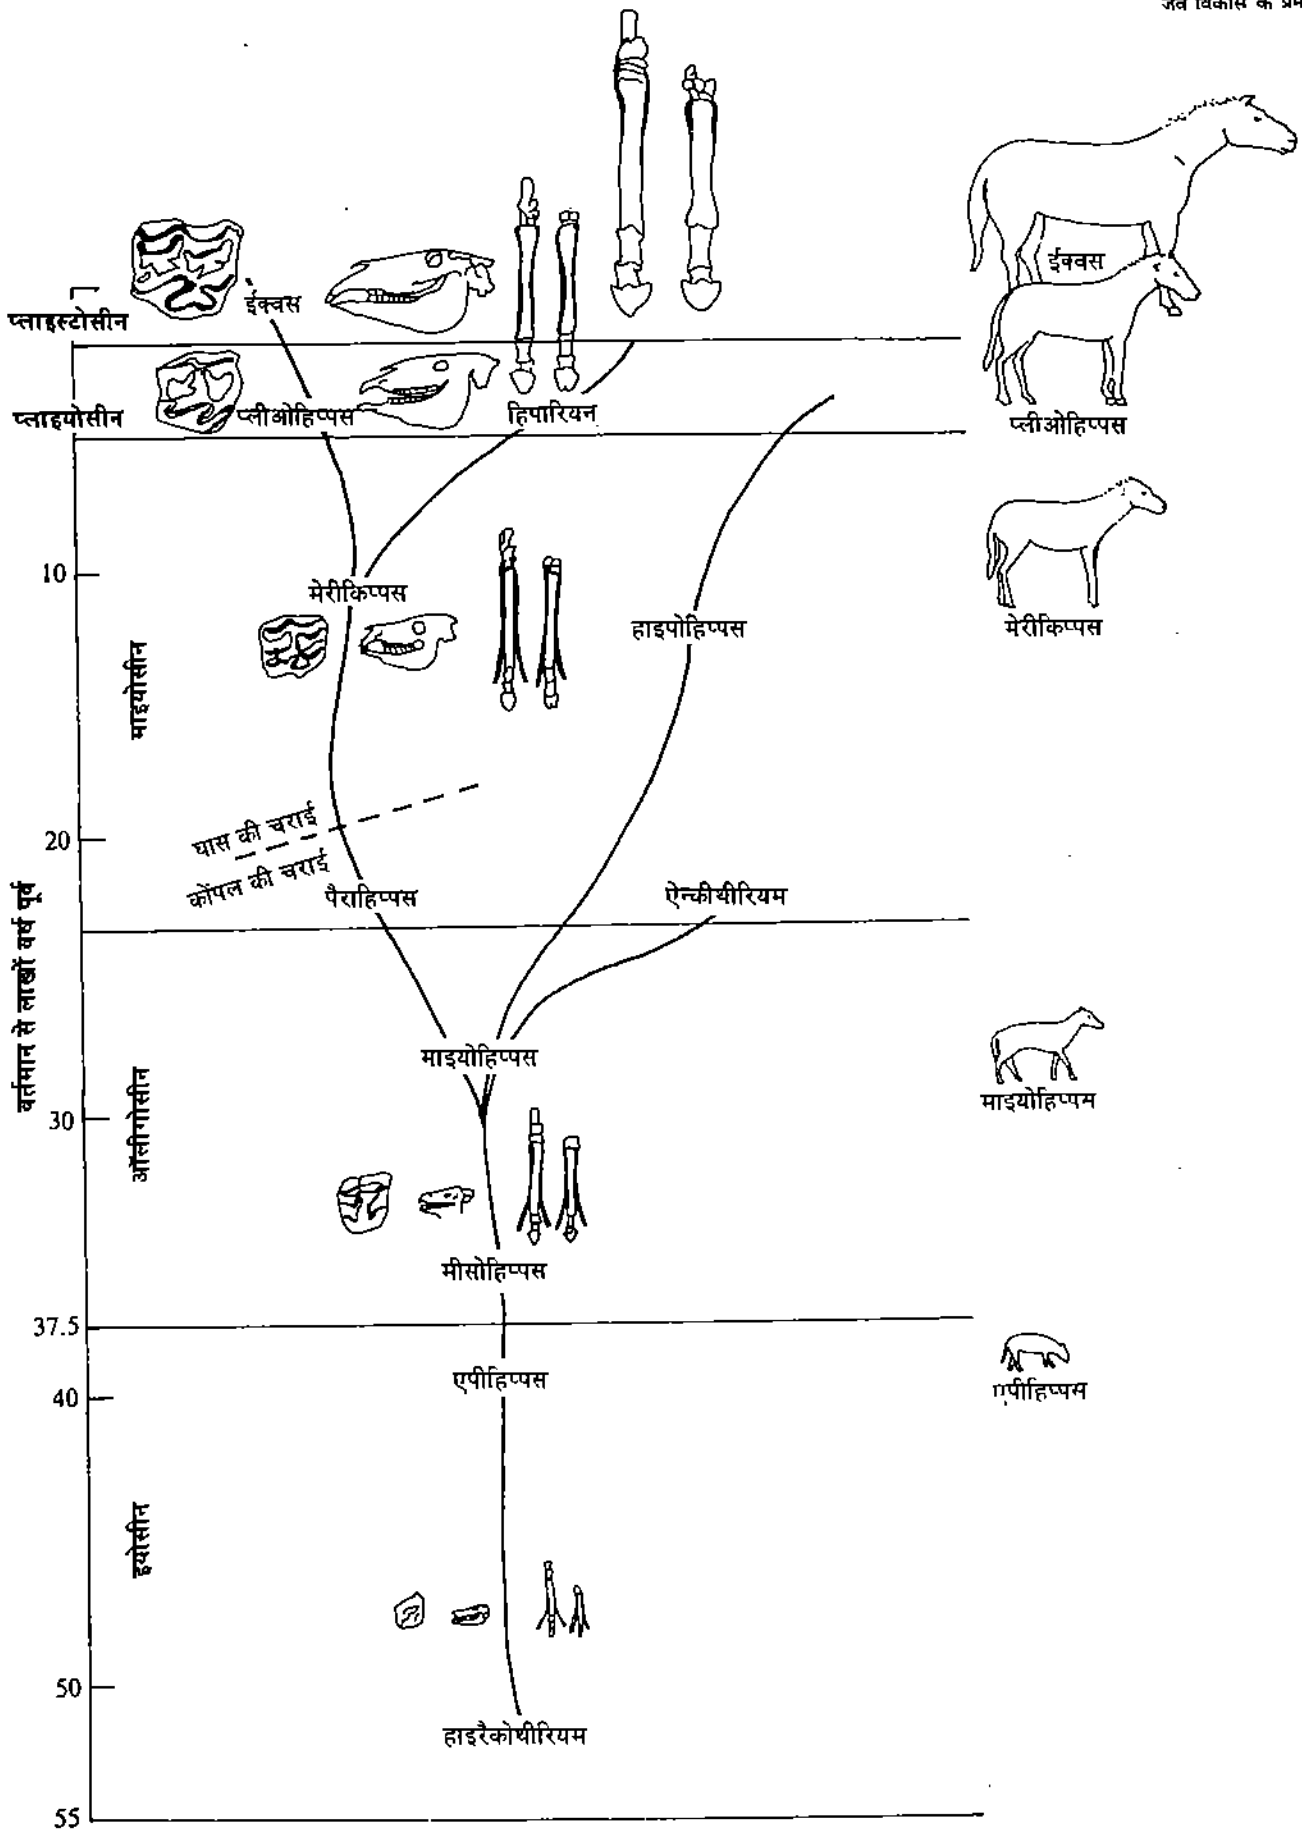 जैव विकास के
ईक्वस
प्लाइस्टोसीन
ईक्वस
प्लाइयोसीन
प्लीओहिप्पस
हिपारियन
प्लीओहिप्पस
10
मेरीकिप्पस
हाइपोहिप्पस
मेरीकिप्पस
माइयोसीन
घास की चराई
20
कोंपल की चराई
पैराहिप्पस
ऐन्कीथीरियम
वर्तमान से लाखों वर्ष पूर्व
माइयोहिप्पस
माइयोहिप्पस
30
ऑलीगोसीन
मीसोहिप्पस
37.5
एपीहिप्पस
एपीहिप्पस
40
इयोसीन
50
हाइरैकोथीरियम
55